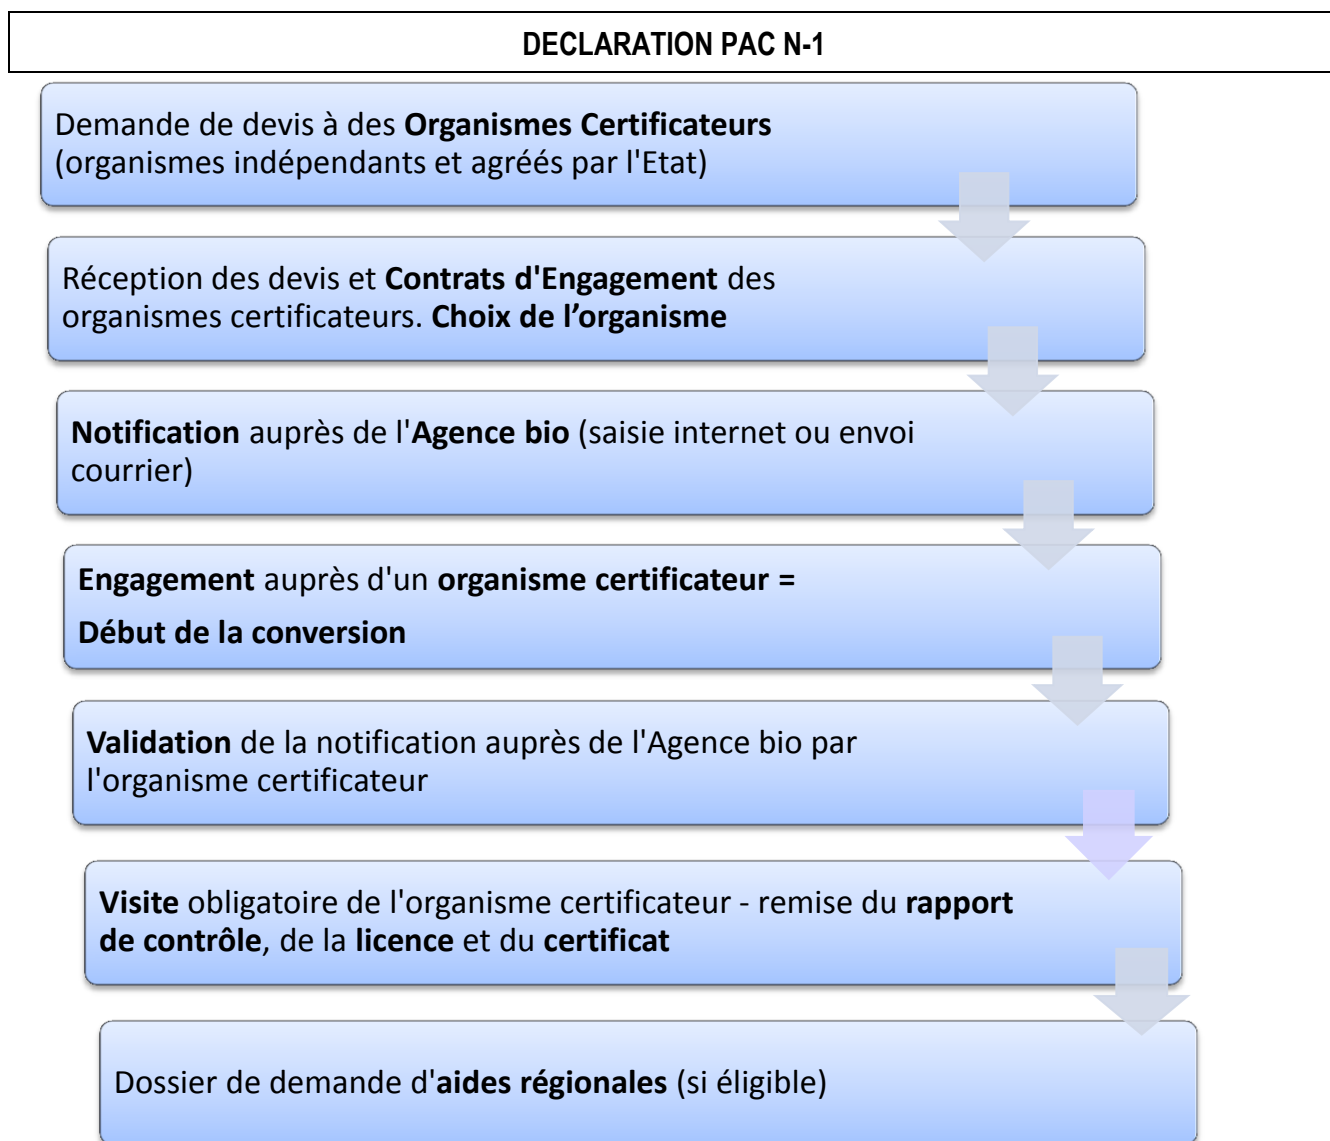 DECLARATION PAC N-1
Demande de devis à des Organismes Certificateurs
(organismes indépendants et agréés par l'Etat)
Réception des devis et Contrats d'Engagement des
organismes certificateurs. Choix de l’organisme
Notification auprès de l'Agence bio (saisie internet ou envoi
courrier)
Engagement auprès d'un organisme certificateur =
Début de la conversion
Validation de la notification auprès de l'Agence bio par
l'organisme certificateur
Visite obligatoire de l'organisme certificateur - remise du rapport
de contrôle, de la licence et du certificat
Dossier de demande d'aides régionales (si éligible)